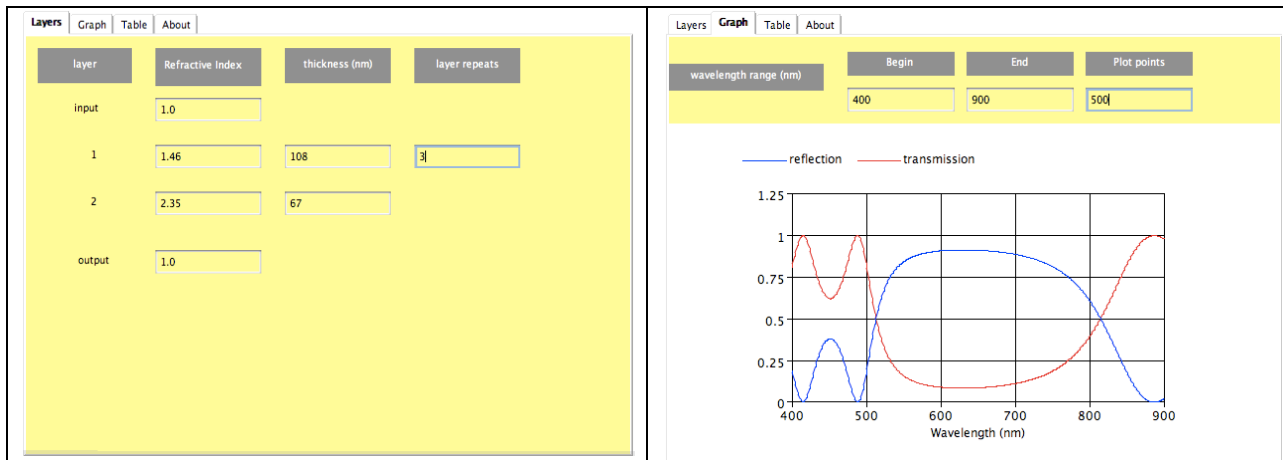 Layers Graph Table About
layer Refractive Index thickness (nm) layer repeats
input 1.0
1 1.46 108 3
2 2.35 67
output 1.0
Layers Graph Table About
wavelength range (nm) Begin End Plot points
400 900 500
reflection transmission
1.25
1
0.75
0.5
0.25
0
400 500 600 700 800 900
Wavelength (nm)